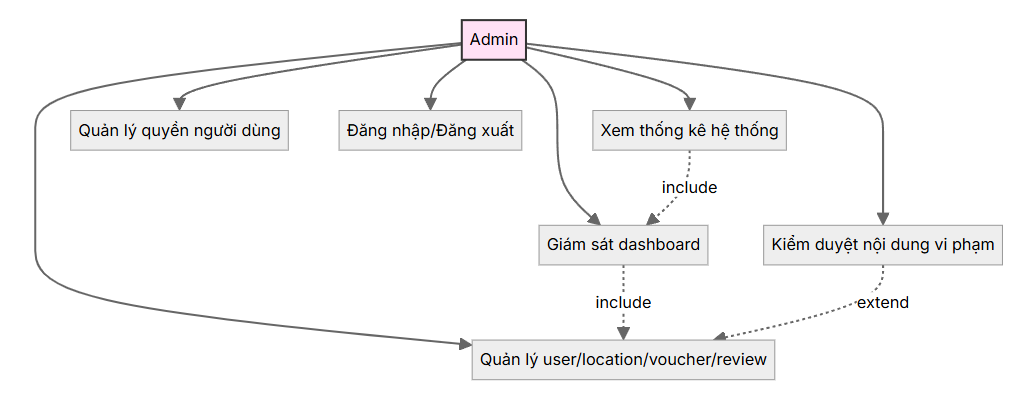 Admin
Quản lý quyền người dùng
Đăng nhập/Đăng xuất
Xem thống kê hệ thống
include
Giám sát dashboard
Kiểm duyệt nội dung vi phạm
include
extend
Quản lý user/location/voucher/review